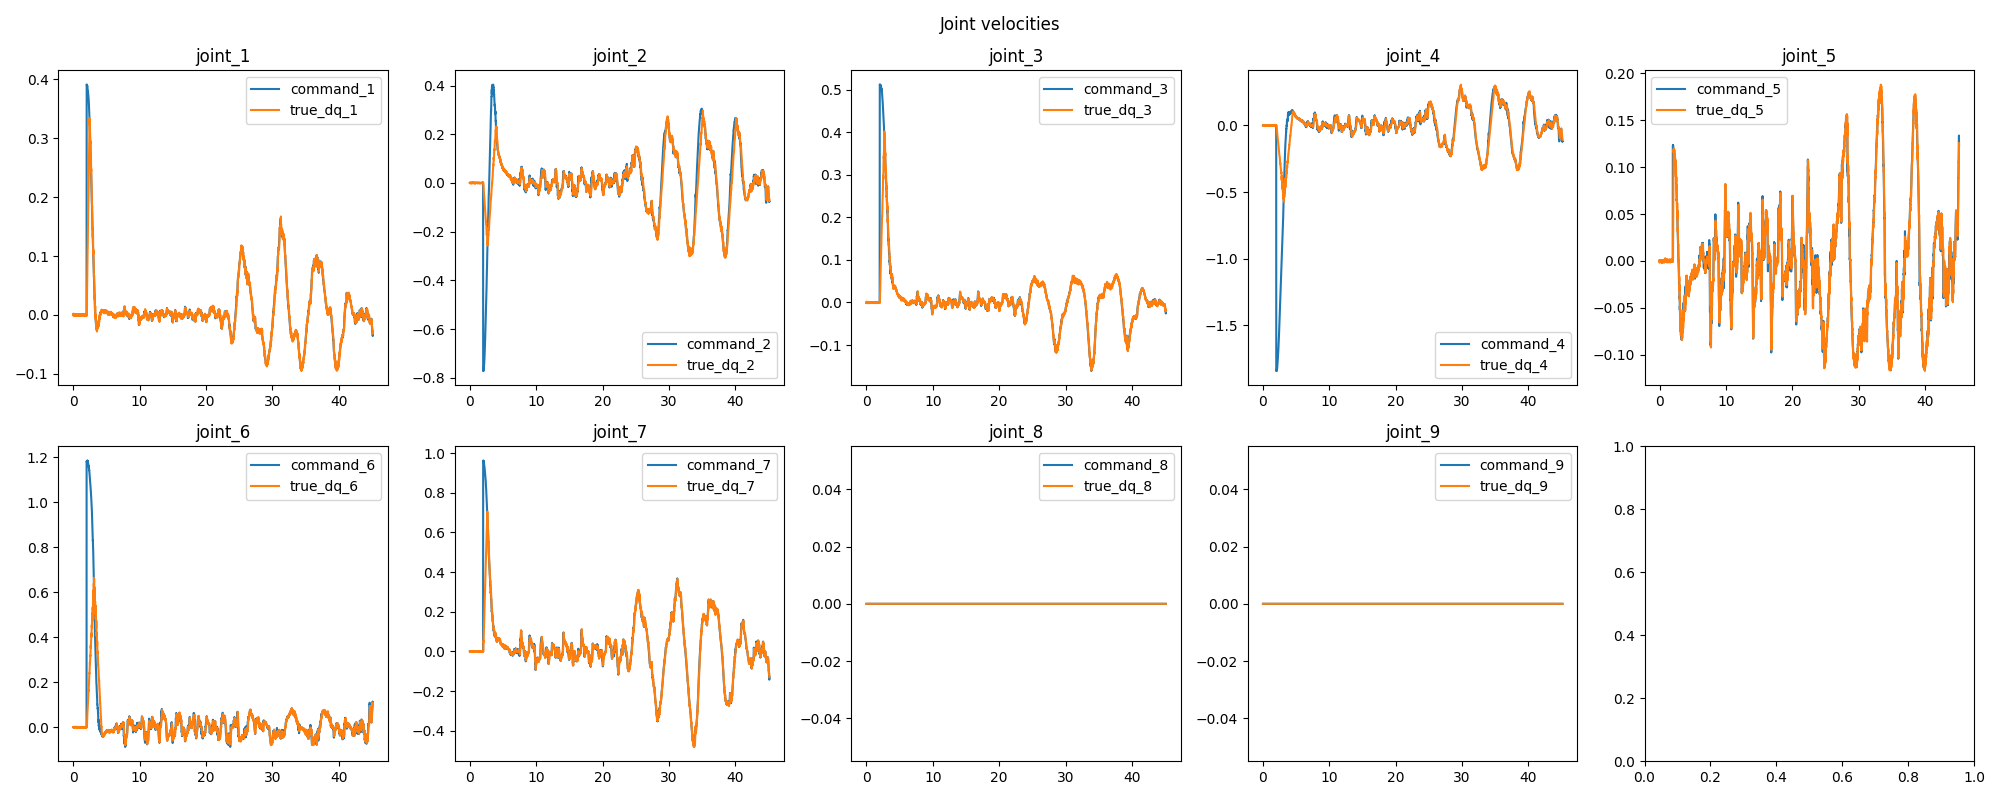 Joint velocities
joint_1
0.4
0.3
0.2
0.1
0.0
−0.1
0 10 20 30 40
command_1
true_dq_1
joint_2
0.4
0.2
0.0
−0.2
−0.4
−0.6
−0.8
0 10 20 30 40
command_2
true_dq_2
joint_3
0.5
0.4
0.3
0.2
0.1
0.0
−0.1
0 10 20 30 40
command_3
true_dq_3
joint_4
0.0
−0.5
−1.0
−1.5
0 10 20 30 40
command_4
true_dq_4
joint_5
0.20
0.15
0.10
0.05
0.00
−0.05
−0.10
0 10 20 30 40
command_5
true_dq_5
joint_6
1.2
1.0
0.8
0.6
0.4
0.2
0.0
0 10 20 30 40
command_6
true_dq_6
joint_7
1.0
0.8
0.6
0.4
0.2
0.0
−0.2
−0.4
0 10 20 30 40
command_7
true_dq_7
joint_8
0.04
0.02
0.00
−0.02
−0.04
0 10 20 30 40
command_8
true_dq_8
joint_9
0.04
0.02
0.00
−0.02
−0.04
0 10 20 30 40
command_9
true_dq_9
1.0
0.8
0.6
0.4
0.2
0.0
0.0 0.2 0.4 0.6 0.8 1.0